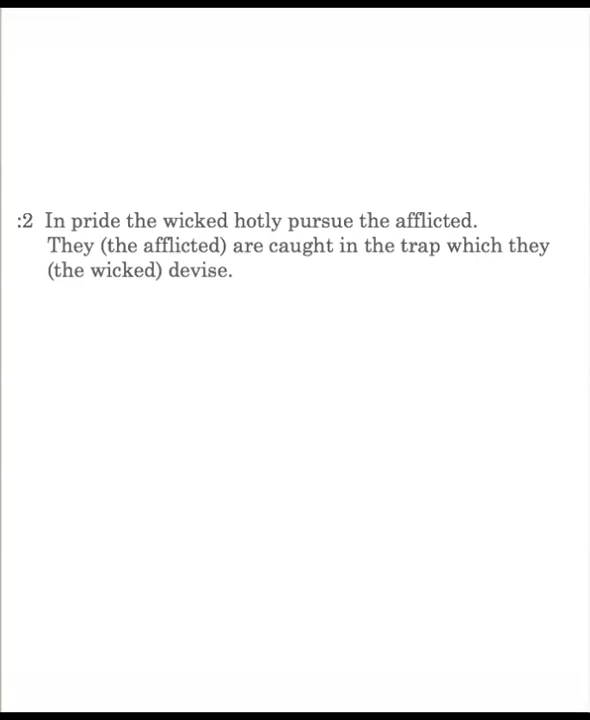 :2 In pride the wicked hotly pursue the afflicted.
They (the afflicted) are caught in the trap which they
(the wicked) devise.